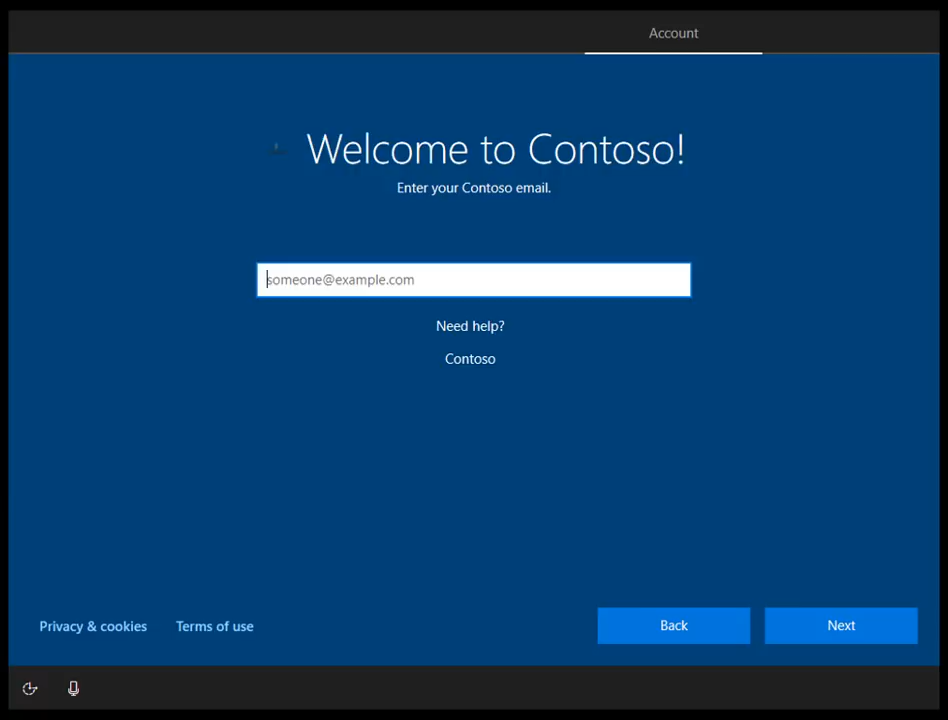 Account
Welcome to Contoso!
Enter your Contoso email.
someone@example.com
Need help?
Contoso
Privacy & cookies Terms of use Back Next